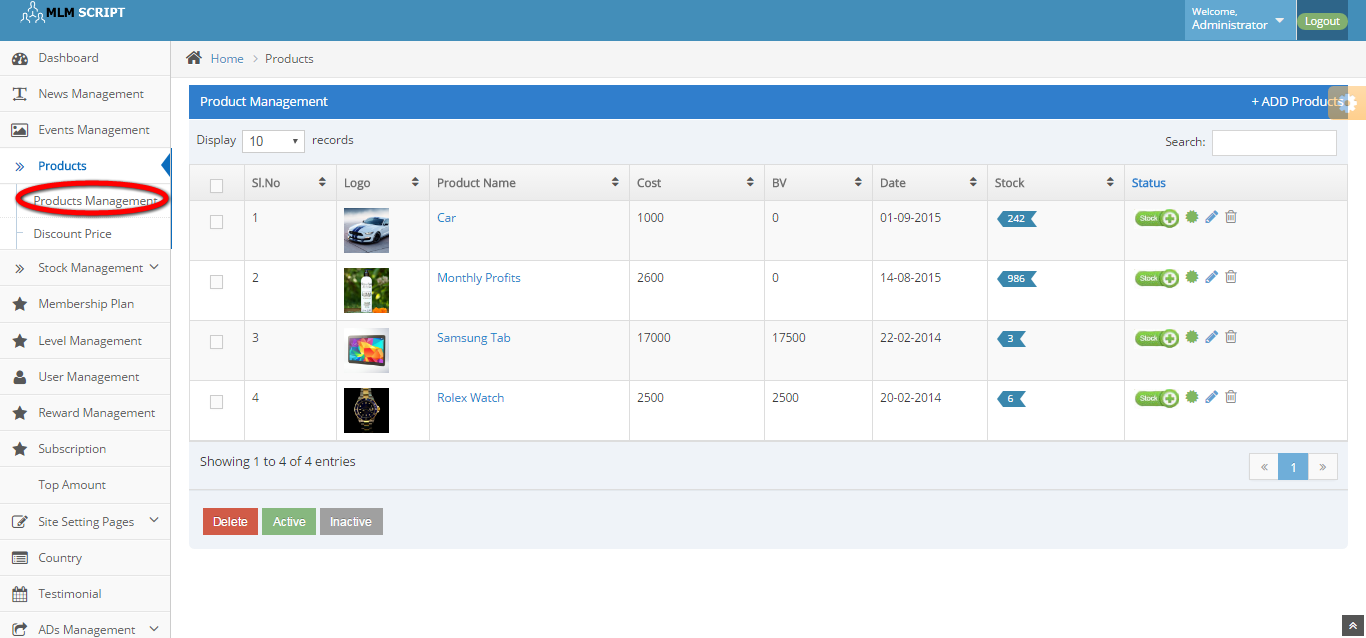 MLM SCRIPT
Welcome,
Administrator
Logout
Dashboard
News Management
Events Management
Products
Products Management
Discount Price
Stock Management
Membership Plan
Level Management
User Management
Reward Management
Subscription
Top Amount
Site Setting Pages
Country
Testimonial
ADs Management
Home > Products
Product Management + ADD Products
Display 10 records Search:
Sl.No Logo Product Name Cost BV Date Stock Status
1 Car 1000 0 01-09-2015 242 Stock
2 Monthly Profits 2600 0 14-08-2015 986 Stock
3 Samsung Tab 17000 17500 22-02-2014 3 Stock
4 Rolex Watch 2500 2500 20-02-2014 6 Stock
Showing 1 to 4 of 4 entries « 1 »
Delete Active Inactive